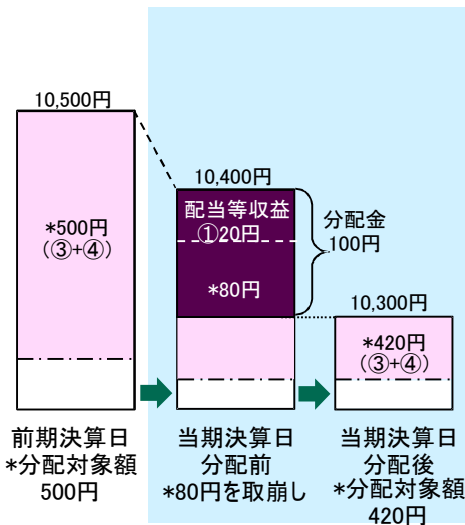 10,500円
*500円
(③+④)
前期決算日
*分配対象額
500円
10,400円
配当等収益
①20円
*80円
分配金
100円
当期決算日
分配前
*80円を取崩し
10,300円
*420円
(③+④)
当期決算日
分配後
*分配対象額
420円